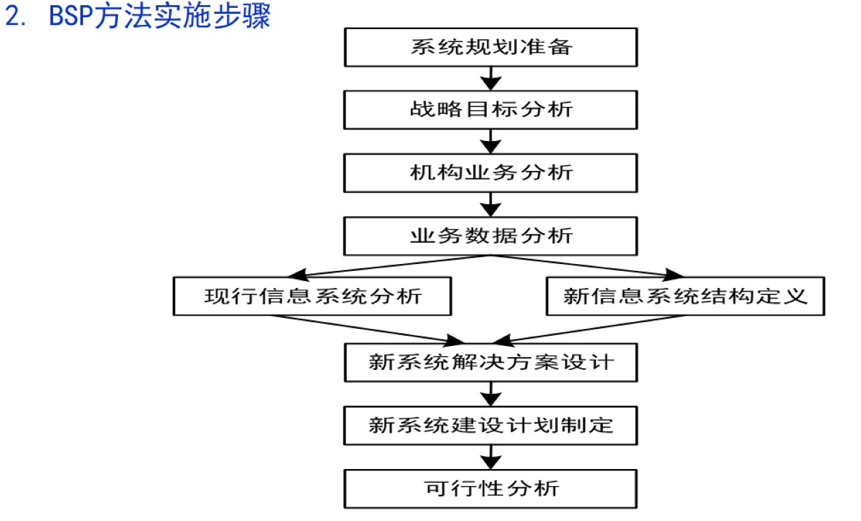 2. BSP方法实施步骤
系统规划准备
战略目标分析
机构业务分析
业务数据分析
现行信息系统分析
新信息系统结构定义
新系统解决方案设计
新系统建设计划制定
可行性分析